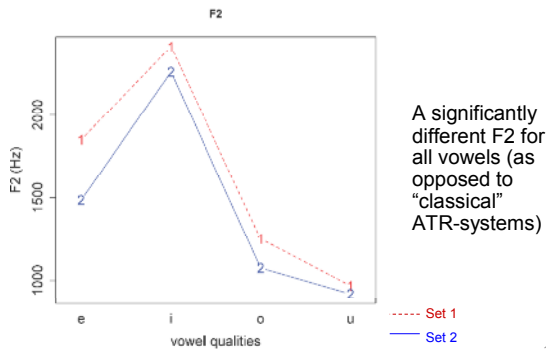 F2
F2 (Hz)
2000
1500
1000
1
2
1
2
1
2
1
2
e i o u
vowel qualities
A significantly
different F2 for
all vowels (as
opposed to
“classical”
ATR-systems)
Set 1
Set 2